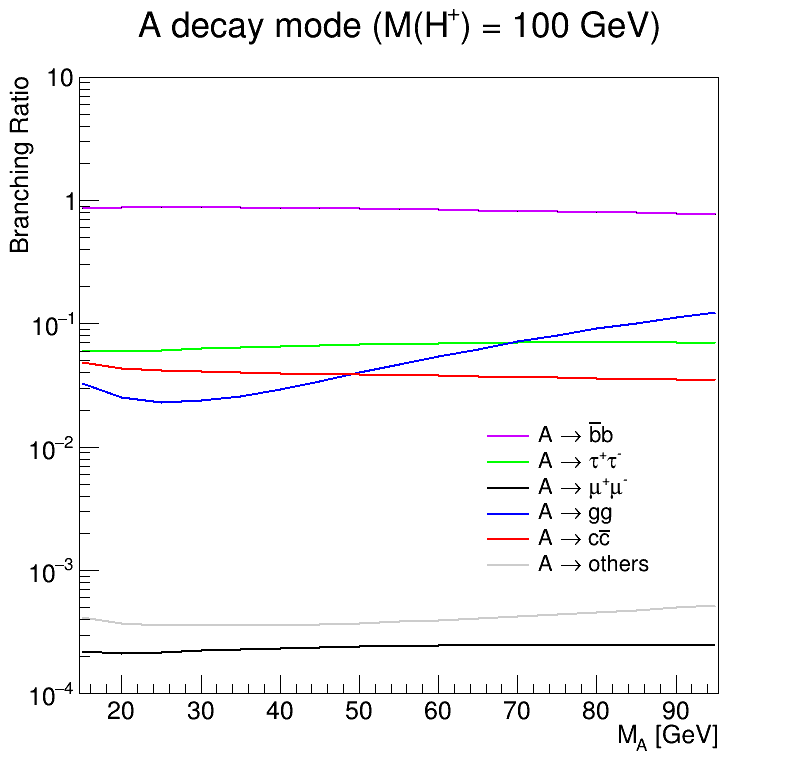 A decay mode (M(H⁺) = 100 GeV)
Branching Ratio
10
1
10⁻¹
10⁻²
10⁻³
10⁻⁴
A → b̅b
A → τ⁺τ⁻
A → μ⁺μ⁻
A → gg
A → cc̅
A → others
20 30 40 50 60 70 80 90
M_A [GeV]